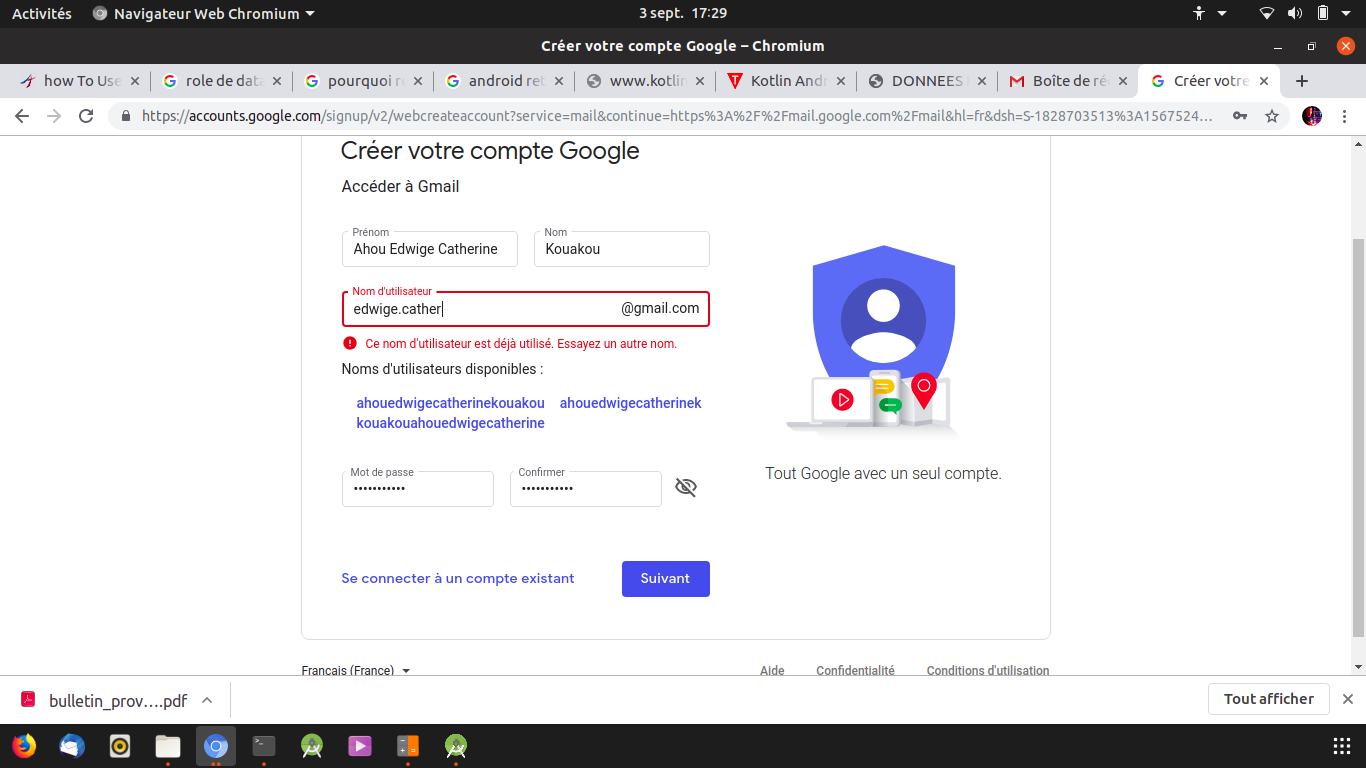 Activités Navigateur Web Chromium 3 sept. 17:29
Créer votre compte Google – Chromium
how To Use role de data pourquoi r android ret www.kotlin Kotlin Andr DONNEES Boîte de ré Créer votre
https://accounts.google.com/signup/v2/webcreateaccount?service=mail&continue=https%3A%2F%2Fmail.google.com%2Fmail&hl=fr&dsh=S-1828703513%3A1567524...
Créer votre compte Google
Accéder à Gmail
Prénom Nom
Ahou Edwige Catherine Kouakou
Nom d'utilisateur
edwige.cather @gmail.com
Ce nom d'utilisateur est déjà utilisé. Essayez un autre nom.
Noms d'utilisateurs disponibles :
ahouedwigecatherinekouakou ahouedwigecatherinek
kouakouahouedwigecatherine
Mot de passe Confirmer
••••••••••• •••••••••••
Tout Google avec un seul compte.
Se connecter à un compte existant Suivant
Français (France) Aide Confidentialité Conditions d'utilisation
bulletin_prov....pdf Tout afficher